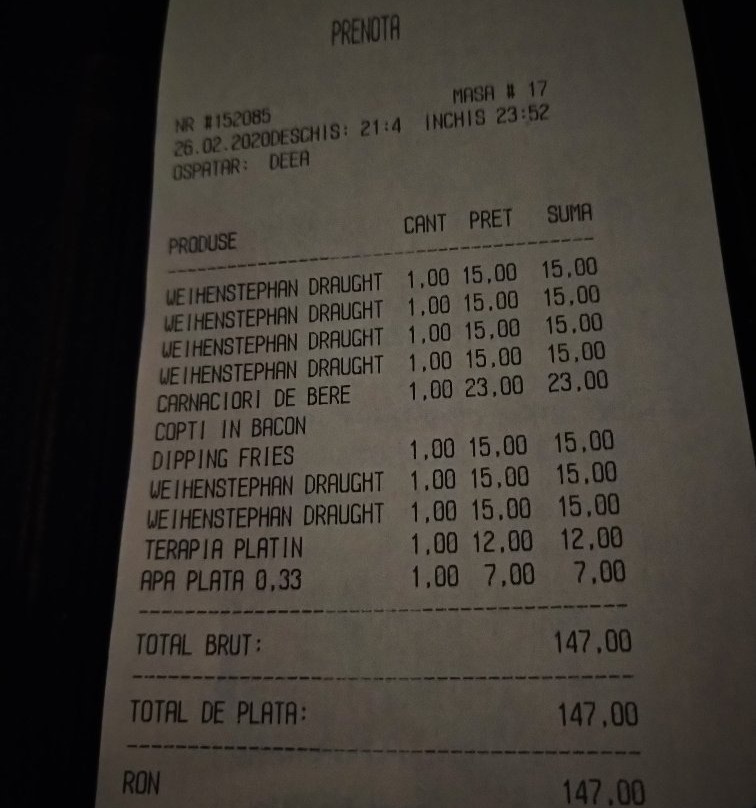 PRENOTA
MASA # 17
NR #152085
26.02.2020DESCHIS: 21:4 INCHIS 23:52
OSPATAR: DEEA
PRODUSE CANT PRET SUMA
WEIHENSTEPHAN DRAUGHT 1,00 15,00 15,00
WEIHENSTEPHAN DRAUGHT 1,00 15,00 15,00
WEIHENSTEPHAN DRAUGHT 1,00 15,00 15,00
WEIHENSTEPHAN DRAUGHT 1,00 15,00 15,00
CARNACIORI DE BERE 1,00 23,00 23,00
COPTI IN BACON
DIPPING FRIES 1,00 15,00 15,00
WEIHENSTEPHAN DRAUGHT 1,00 15,00 15,00
WEIHENSTEPHAN DRAUGHT 1,00 15,00 15,00
TERAPIA PLATIN 1,00 12,00 12,00
APA PLATA 0,33 1,00 7,00 7,00
TOTAL BRUT: 147,00
TOTAL DE PLATA: 147,00
RON 147,00